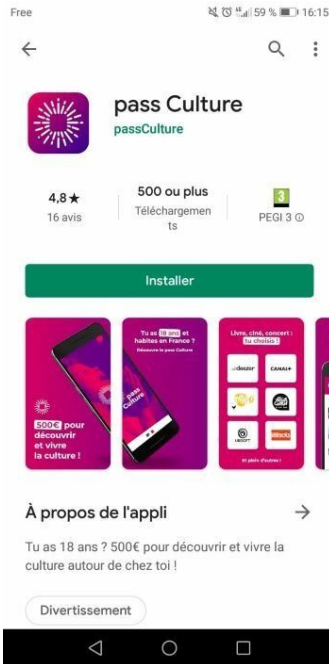 Free
59 %
16:15
pass Culture
passCulture
4,8★
16 avis
500 ou plus
Téléchargemen
ts
3
PEGI 3
Installer
500€ pour
découvrir
et vivre
la culture !
pass
Culture
Tu as 18 ans et
habites en France ?
Découvre le pass Culture
Livre, ciné, concert :
tu choisis !
deezer
CANAL+
UBISOFT
et plein d'autres !
À propos de l'appli
Tu as 18 ans ? 500€ pour découvrir et vivre la
culture autour de chez toi !
Divertissement